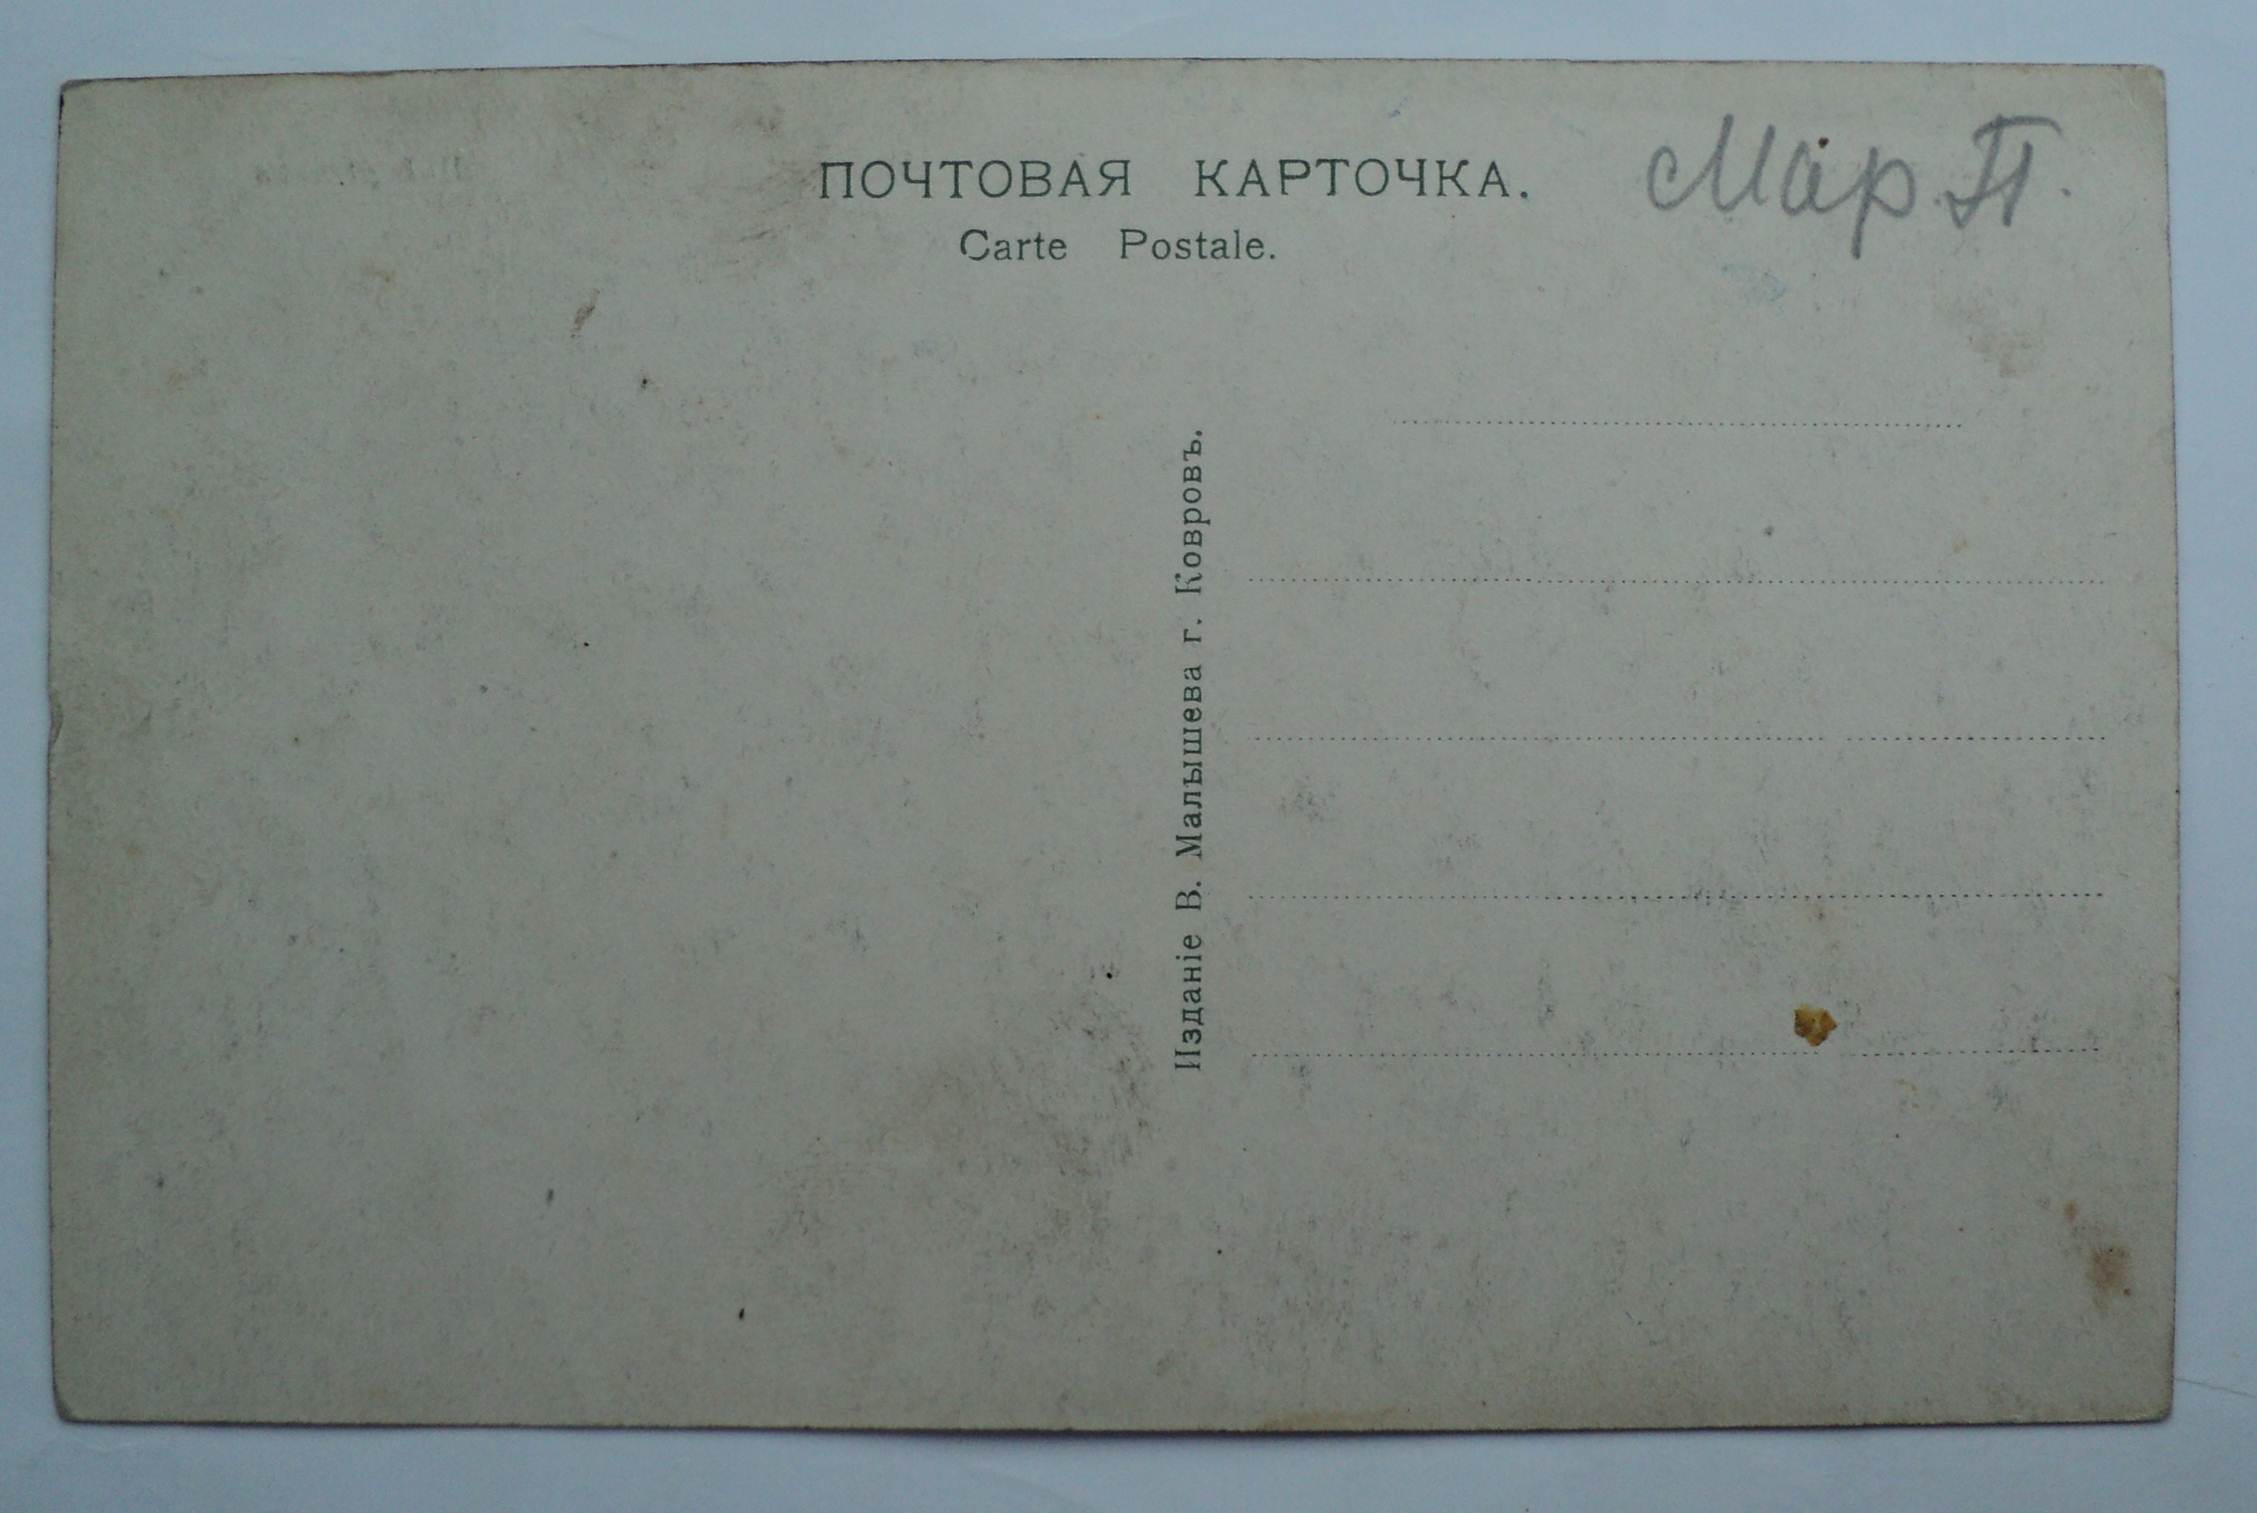 ПОЧТОВАЯ КАРТОЧКА.
Carte Postale.
Мар. П.
Изданіе В. Малышева г. Ковровъ.